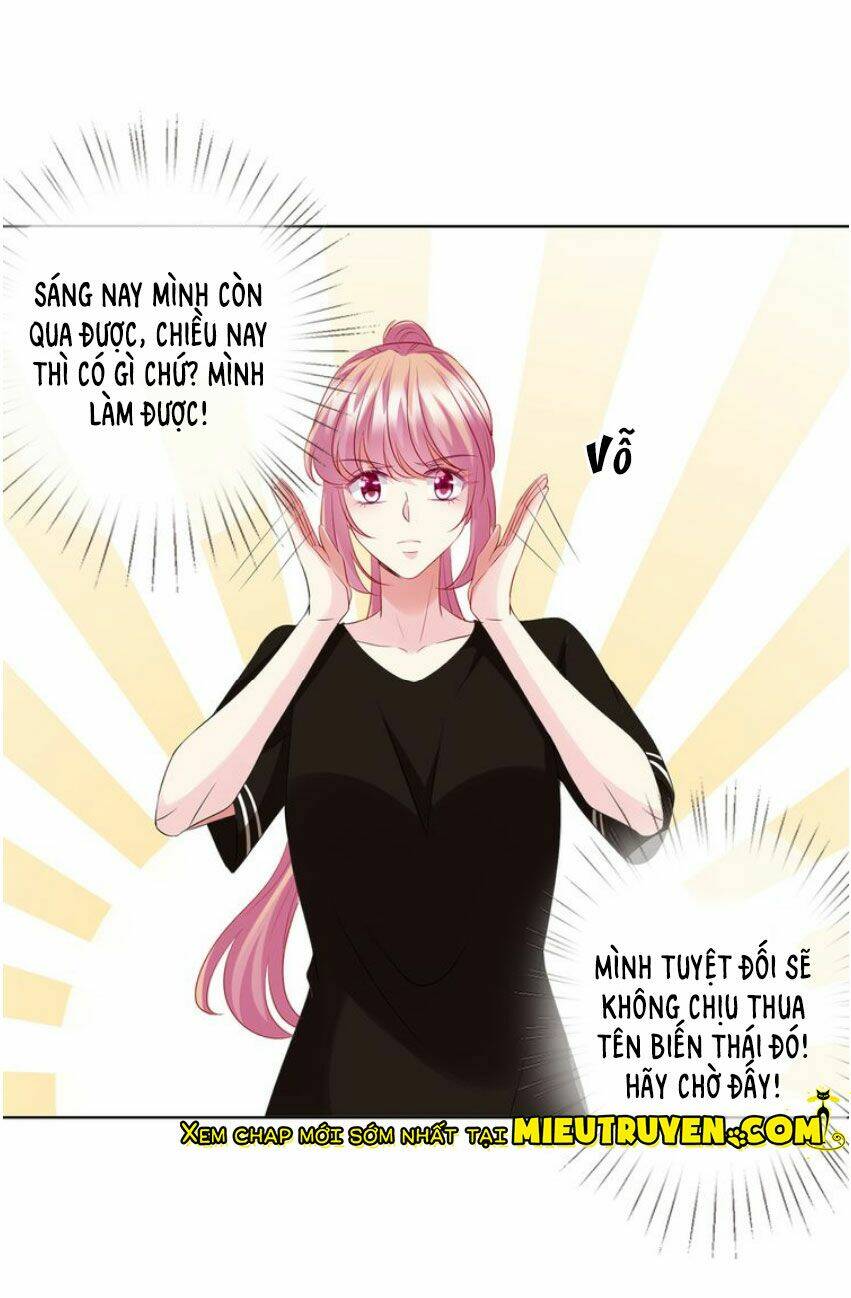 SÁNG NAY MÌNH CÒN
QUA ĐƯỢC, CHIỀU NAY
THÌ CÓ GÌ CHỨ? MÌNH
LÀM ĐƯỢC!
VỖ
MÌNH TUYỆT ĐỐI SẼ
KHÔNG CHỊU THUA
TÊN BIẾN THÁI ĐÓ!
HÃY CHỜ ĐẤY!
XEM CHAP MỚI SỚM NHẤT TẠI MIEUTRUYEN.COM